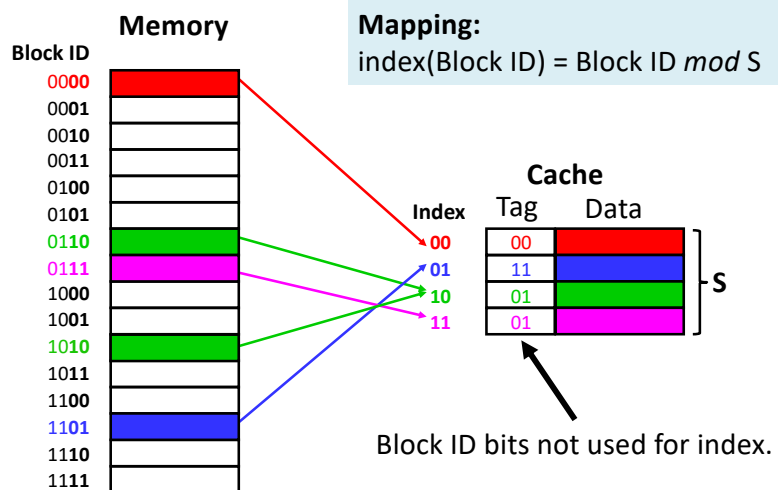 Memory
Mapping:
index(Block ID) = Block ID mod S
Block ID
0000
0001
0010
0011
0100
0101
0110
0111
1000
1001
1010
1011
1100
1101
1110
1111
Cache
Index Tag Data
00 00
01 11
10 01
11 01
S
Block ID bits not used for index.